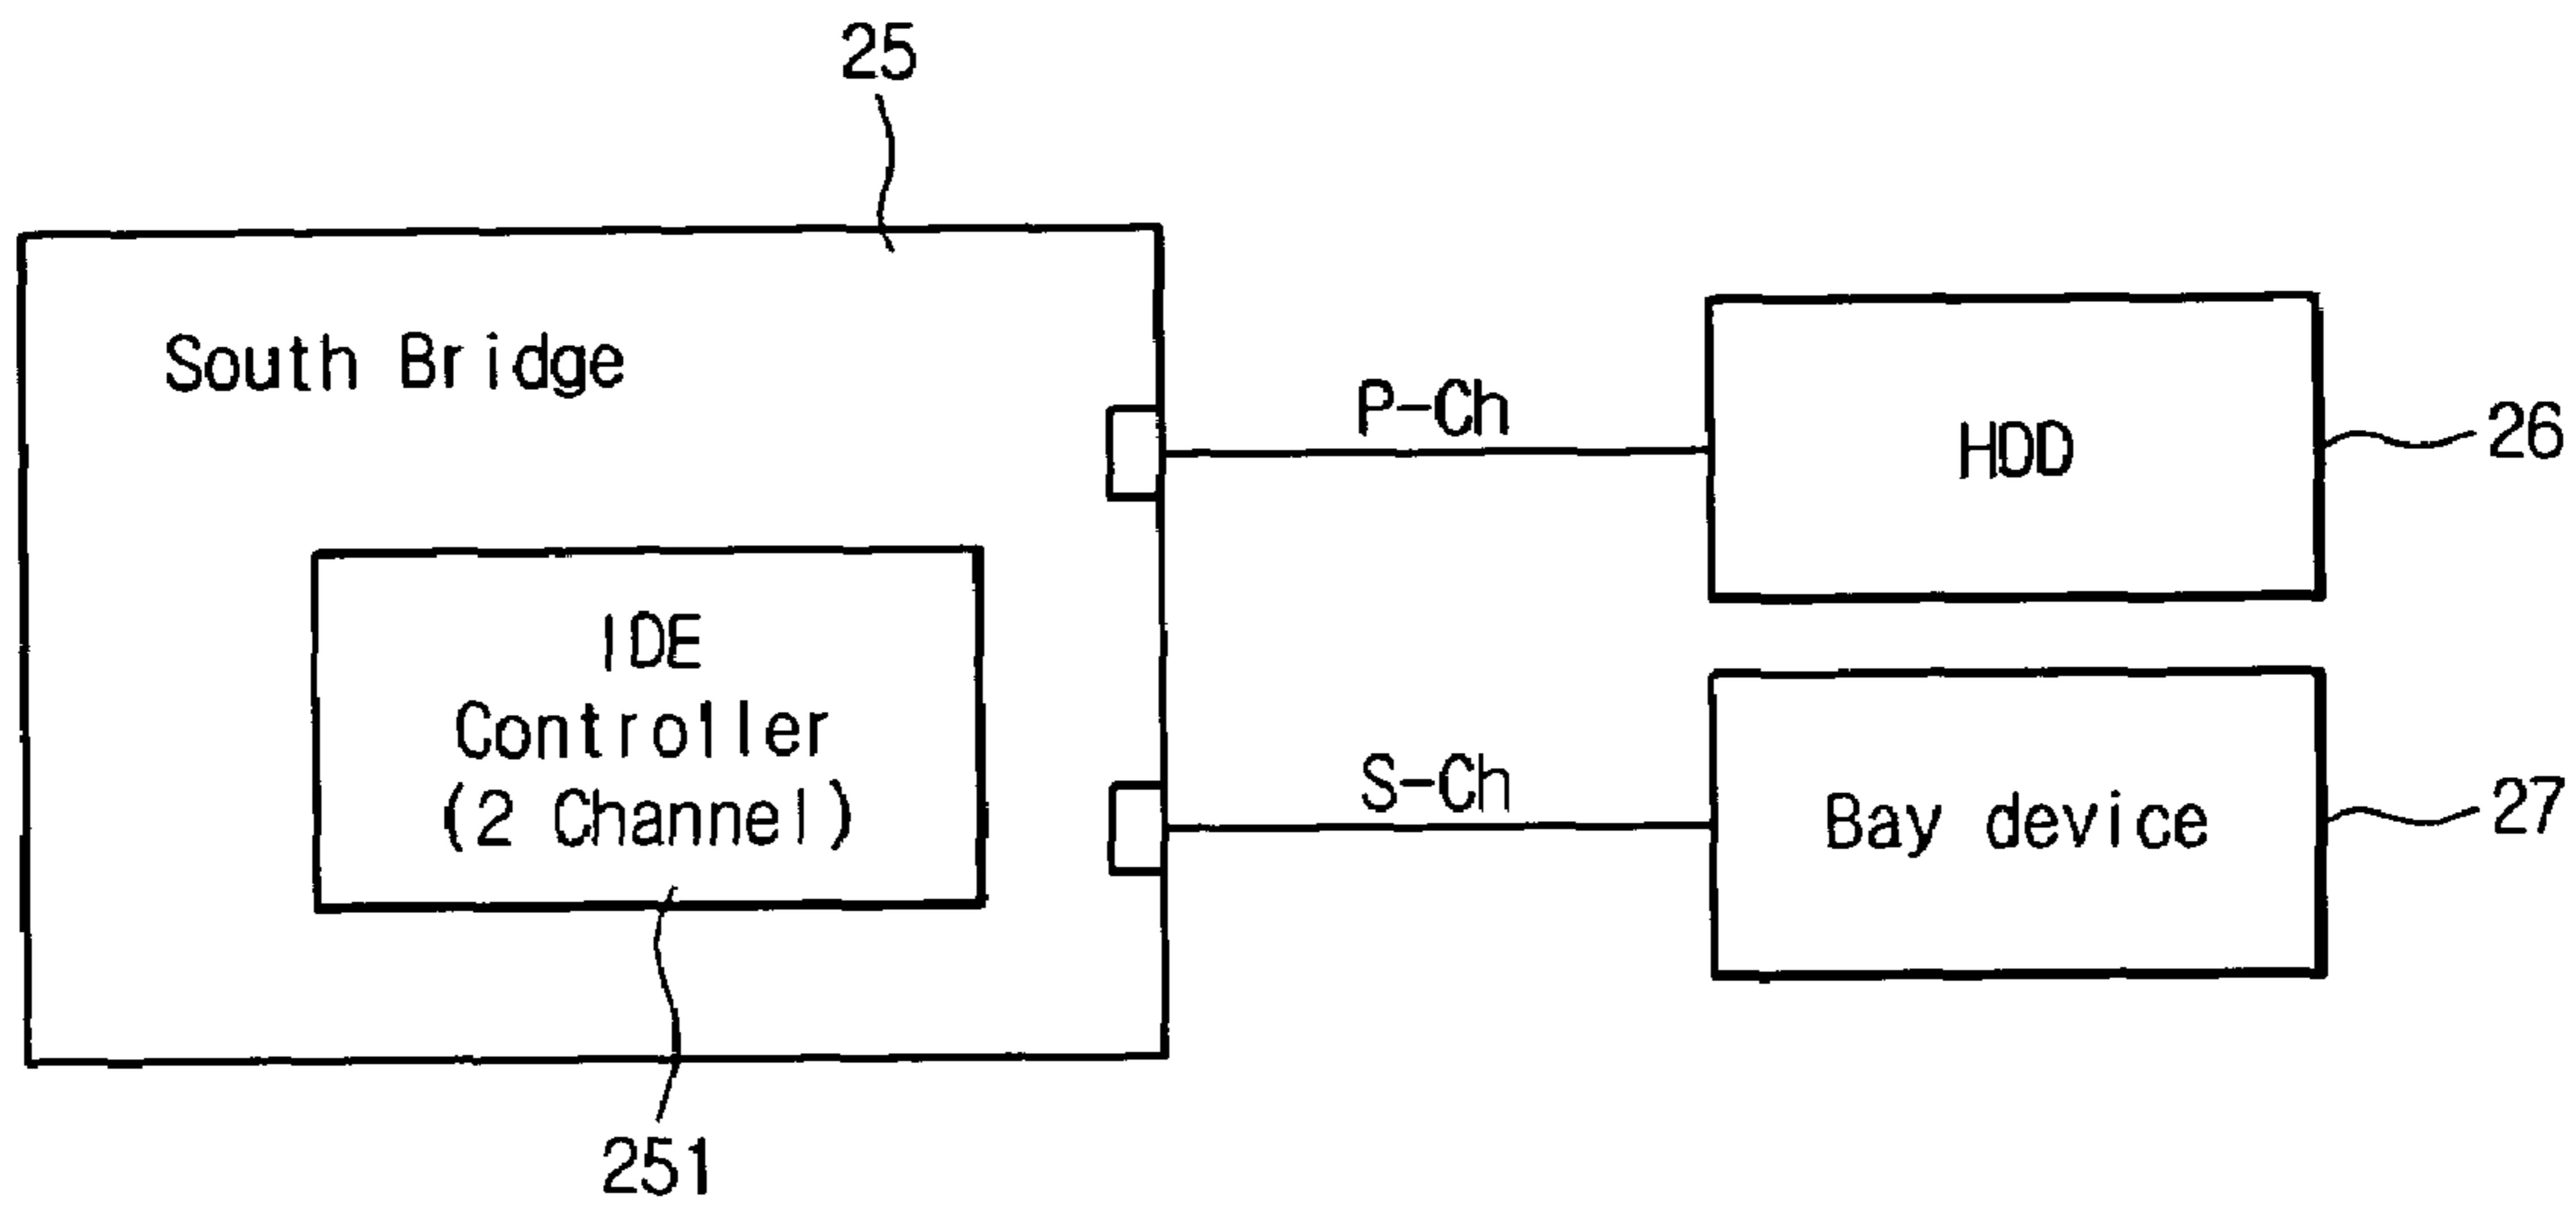 25
South Bridge
P-Ch
HDD
26
IDE
Controller
(2 Channel)
S-Ch
Bay device
27
251